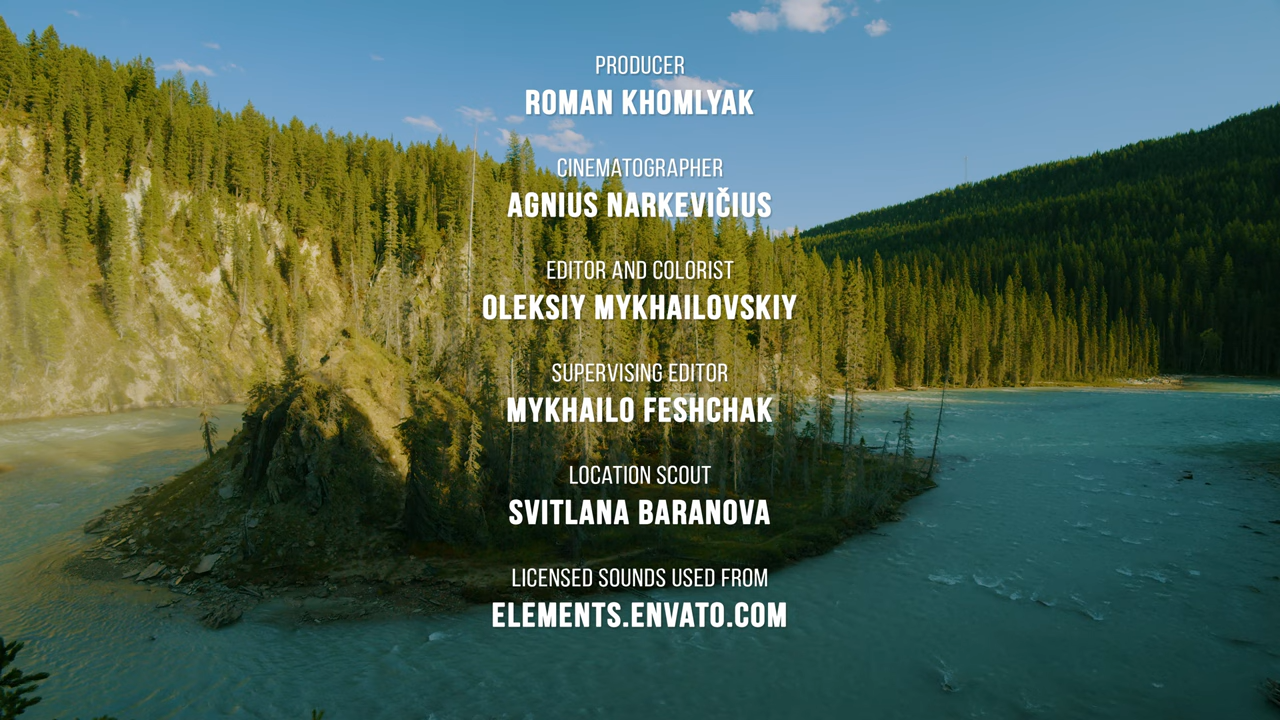 PRODUCER
ROMAN KHOMLYAK
CINEMATOGRAPHER
AGNIUS NARKEVIČIUS
EDITOR AND COLORIST
OLEKSIY MYKHAILOVSKIY
SUPERVISING EDITOR
MYKHAILO FESHCHAK
LOCATION SCOUT
SVITLANA BARANOVA
LICENSED SOUNDS USED FROM
ELEMENTS.ENVATO.COM